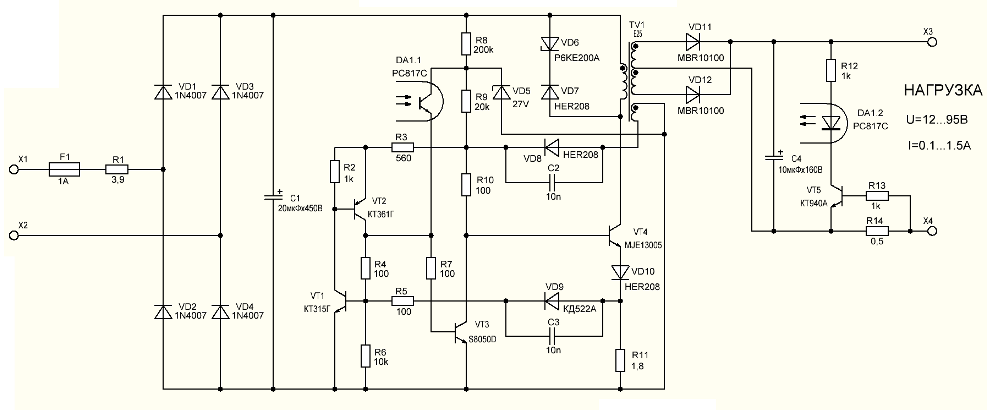 TV1
E25
VD11
MBR10100
X3
R8
200k
VD6
P6KE200A
DA1.1
PC817C
R12
1k
VD1
1N4007
VD3
1N4007
R9
20k
VD5
27V
VD7
HER208
VD12
MBR10100
DA1.2
PC817C
НАГРУЗКА
U=12...95В
I=0.1...1.5А
R3
560
VD8
HER208
X1
F1
1A
R1
3,9
R2
1k
C2
10n
C4
10мкФх160В
R10
100
VT5
КТ940А
R13
1k
C1
20мкФх450В
VT2
КТ361Г
X2
VT4
MJE13005
R14
0,5
X4
R4
100
R7
100
VD10
HER208
VD2
1N4007
VD4
1N4007
VT1
КТ315Г
R5
100
VD9
КД522А
VT3
S8050D
C3
10n
R6
10k
R11
1,8